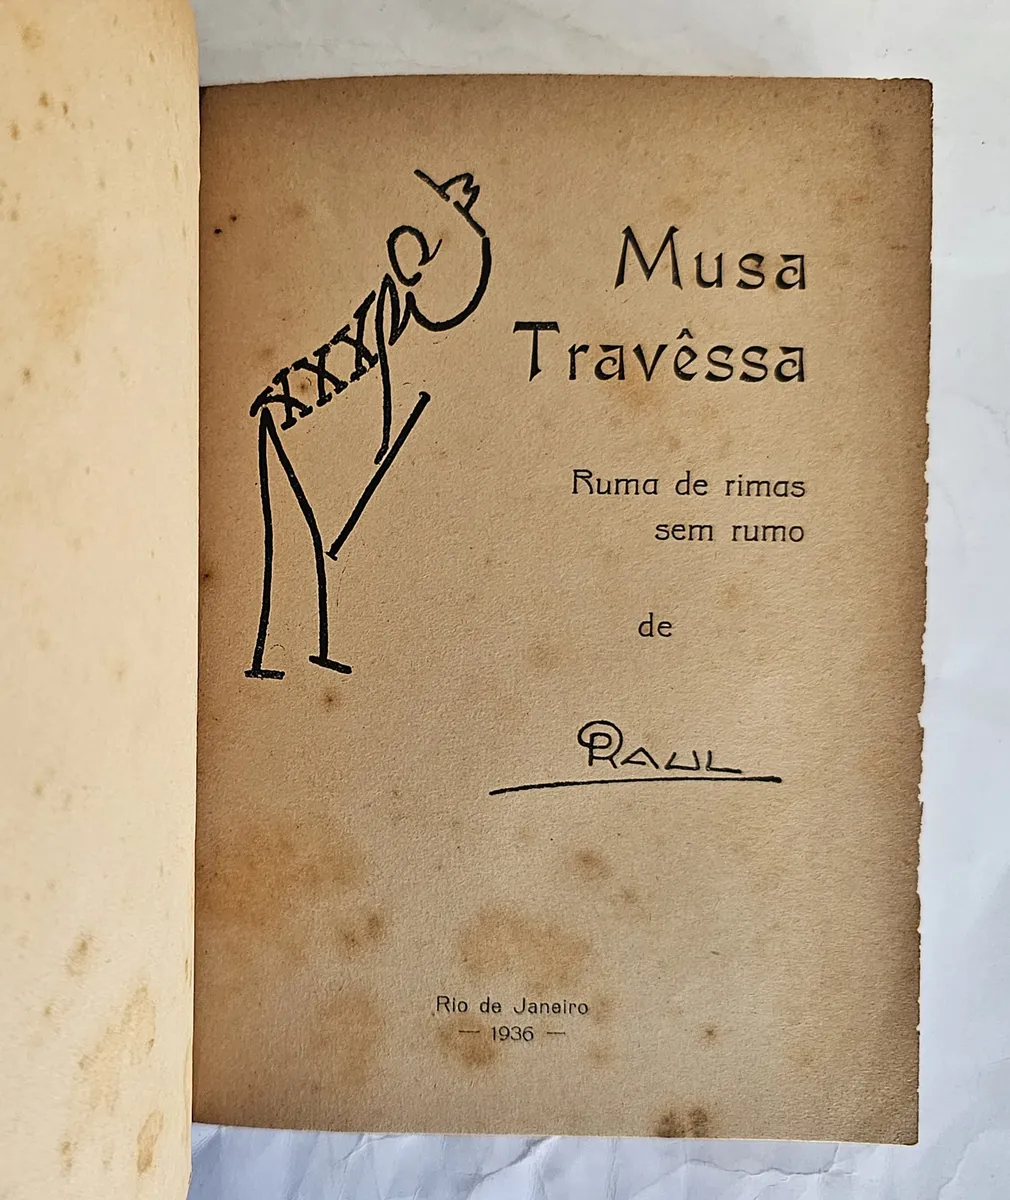 Musa
Travêssa
Ruma de rimas
sem rumo
de
RAUL
Rio de Janeiro
— 1936 —